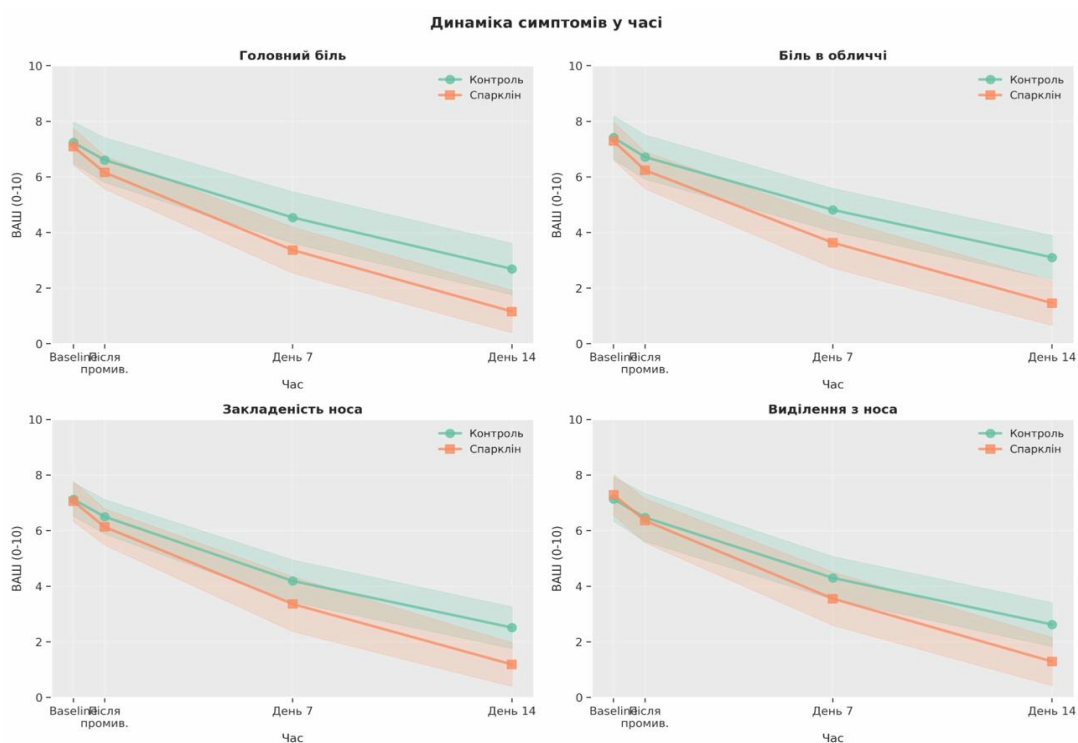 Динаміка симптомів у часі
Головний біль
ВАШ (0-10)
10
8
6
4
2
0
Контроль
Спарклін
Baseline
Після
промив.
День 7
День 14
Час
Біль в обличчі
ВАШ (0-10)
10
8
6
4
2
0
Контроль
Спарклін
Baseline
Після
промив.
День 7
День 14
Час
Закладеність носа
ВАШ (0-10)
10
8
6
4
2
0
Контроль
Спарклін
Baseline
Після
промив.
День 7
День 14
Час
Виділення з носа
ВАШ (0-10)
10
8
6
4
2
0
Контроль
Спарклін
Baseline
Після
промив.
День 7
День 14
Час